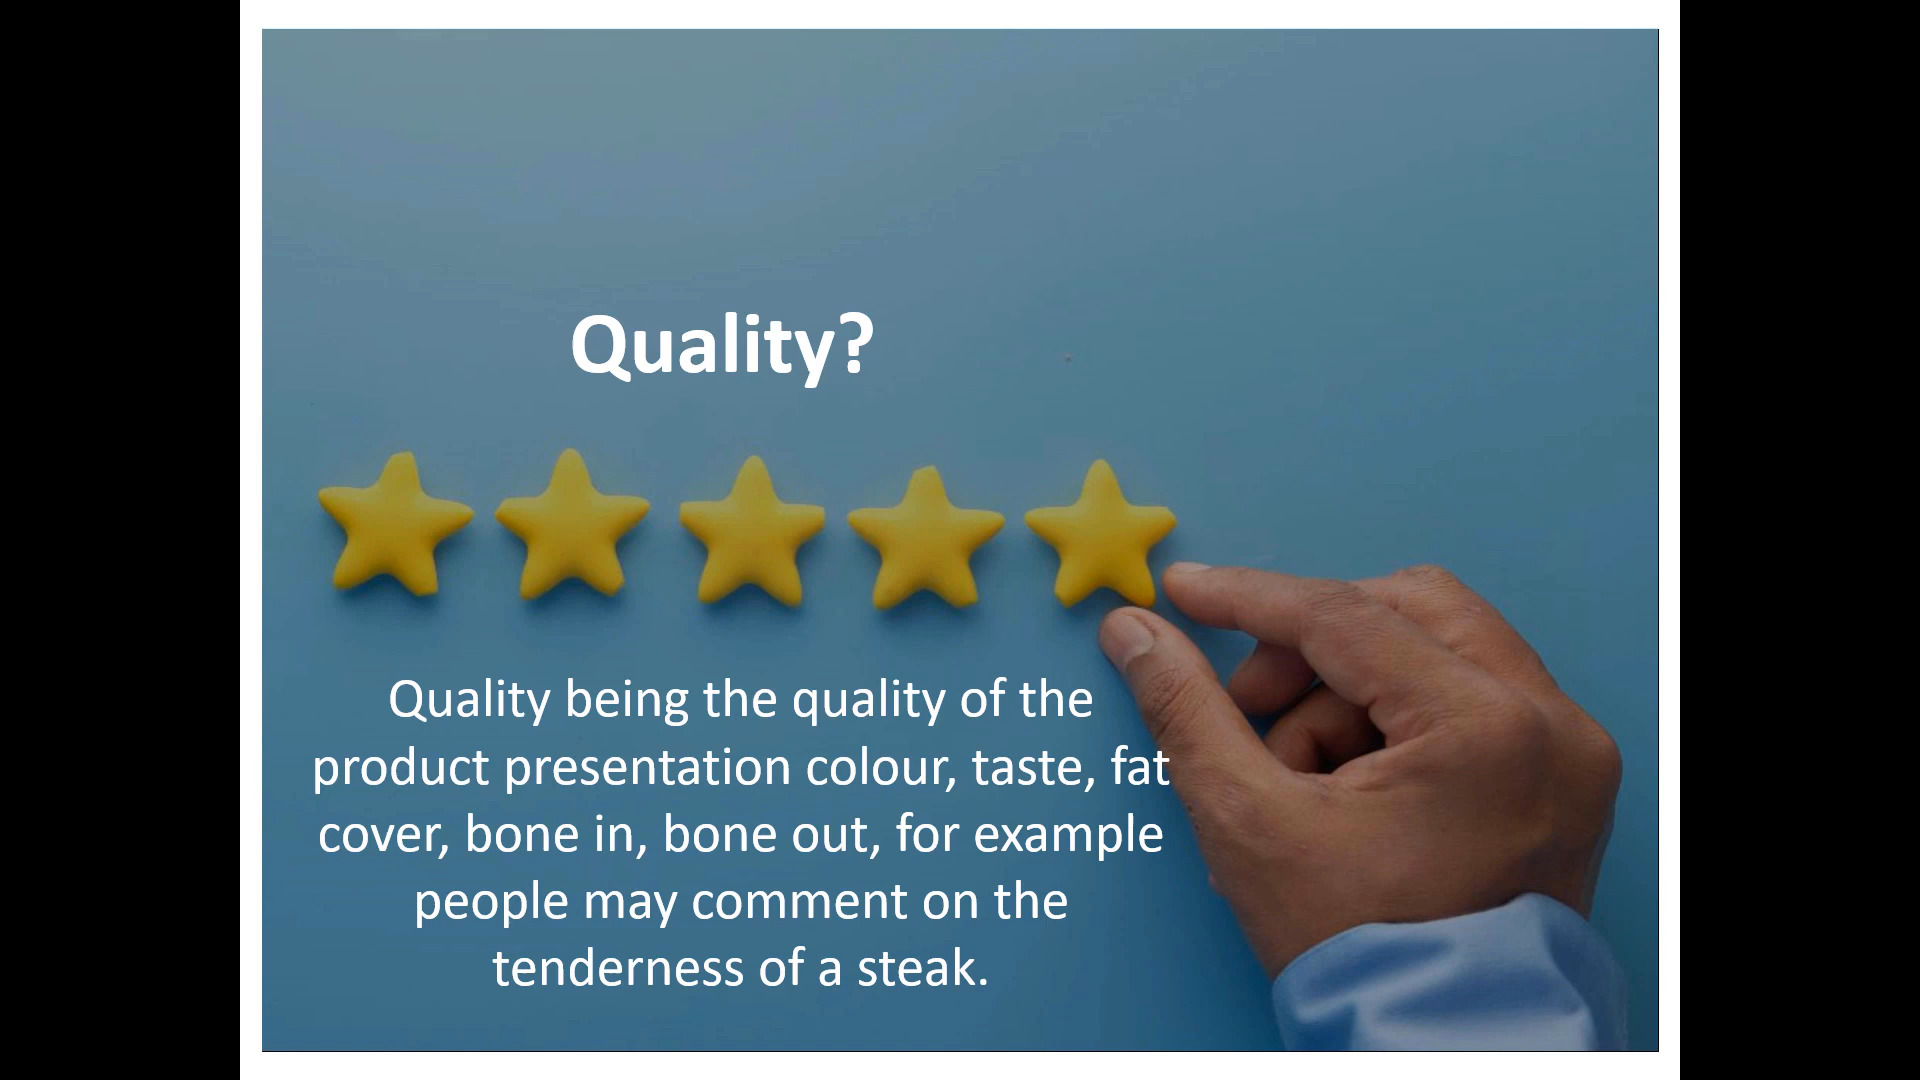 Quality?
Quality being the quality of the
product presentation colour, taste, fat
cover, bone in, bone out, for example
people may comment on the
tenderness of a steak.